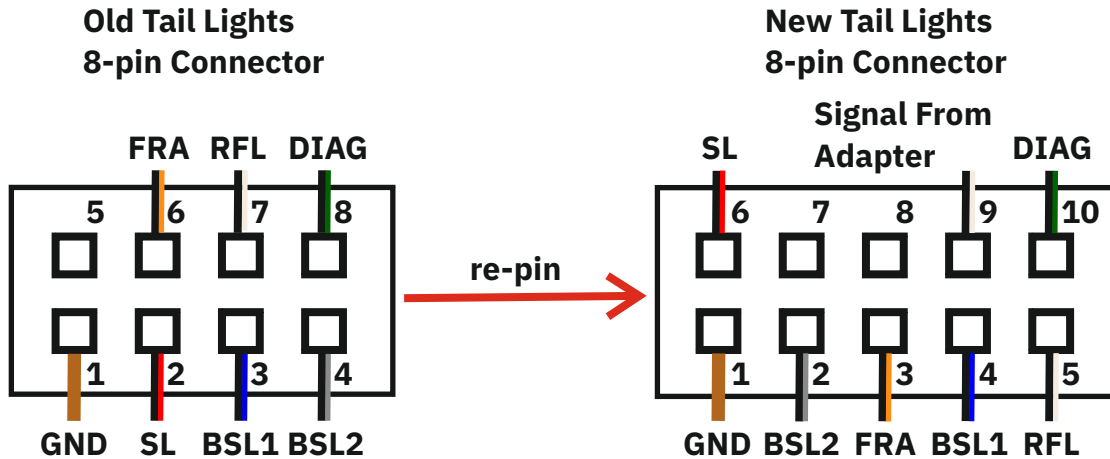 Old Tail Lights
8-pin Connector
FRA RFL DIAG
5 6 7 8
1 2 3 4
GND SL BSL1 BSL2
re-pin
New Tail Lights
8-pin Connector
Signal From
Adapter
SL DIAG
6 7 8 9 10
1 2 3 4 5
GND BSL2 FRA BSL1 RFL